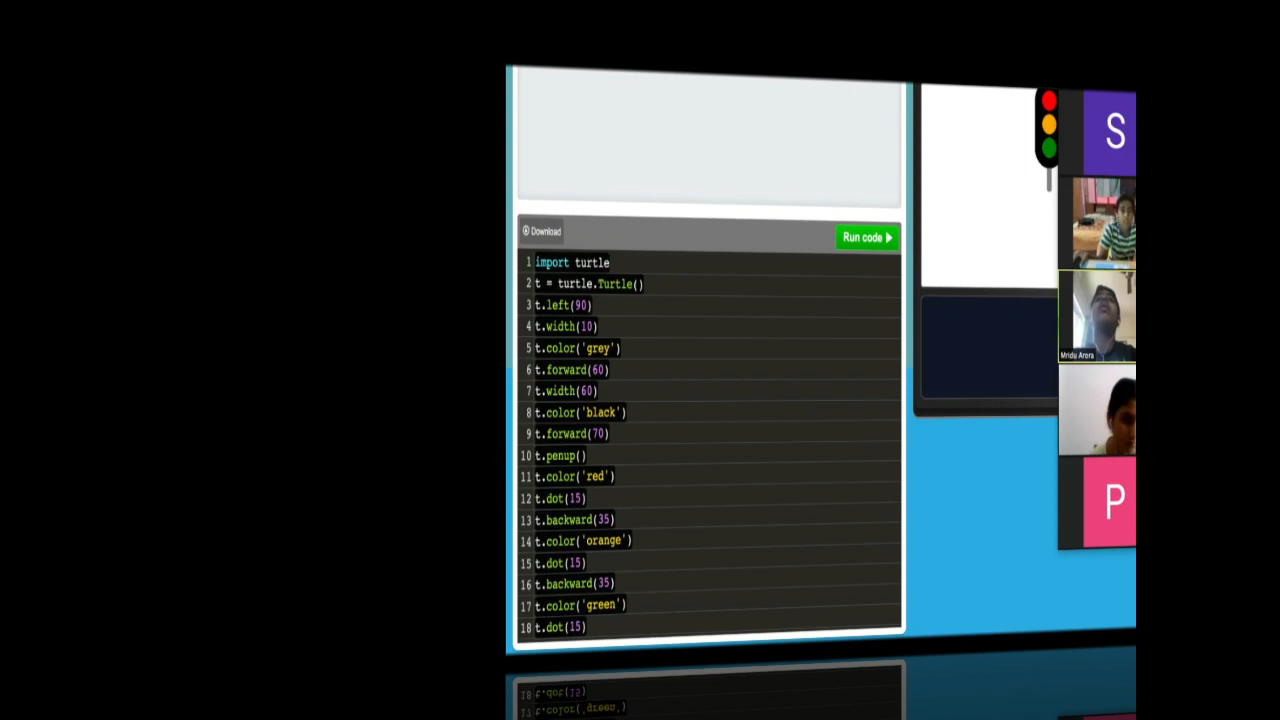 Download
Run code
1 import turtle
2 t = turtle.Turtle()
3 t.left(90)
4 t.width(10)
5 t.color('grey')
6 t.forward(60)
7 t.width(60)
8 t.color('black')
9 t.forward(70)
10 t.penup()
11 t.color('red')
12 t.dot(15)
13 t.backward(35)
14 t.color('orange')
15 t.dot(15)
16 t.backward(35)
17 t.color('green')
18 t.dot(15)
S
Mridu Arora
P